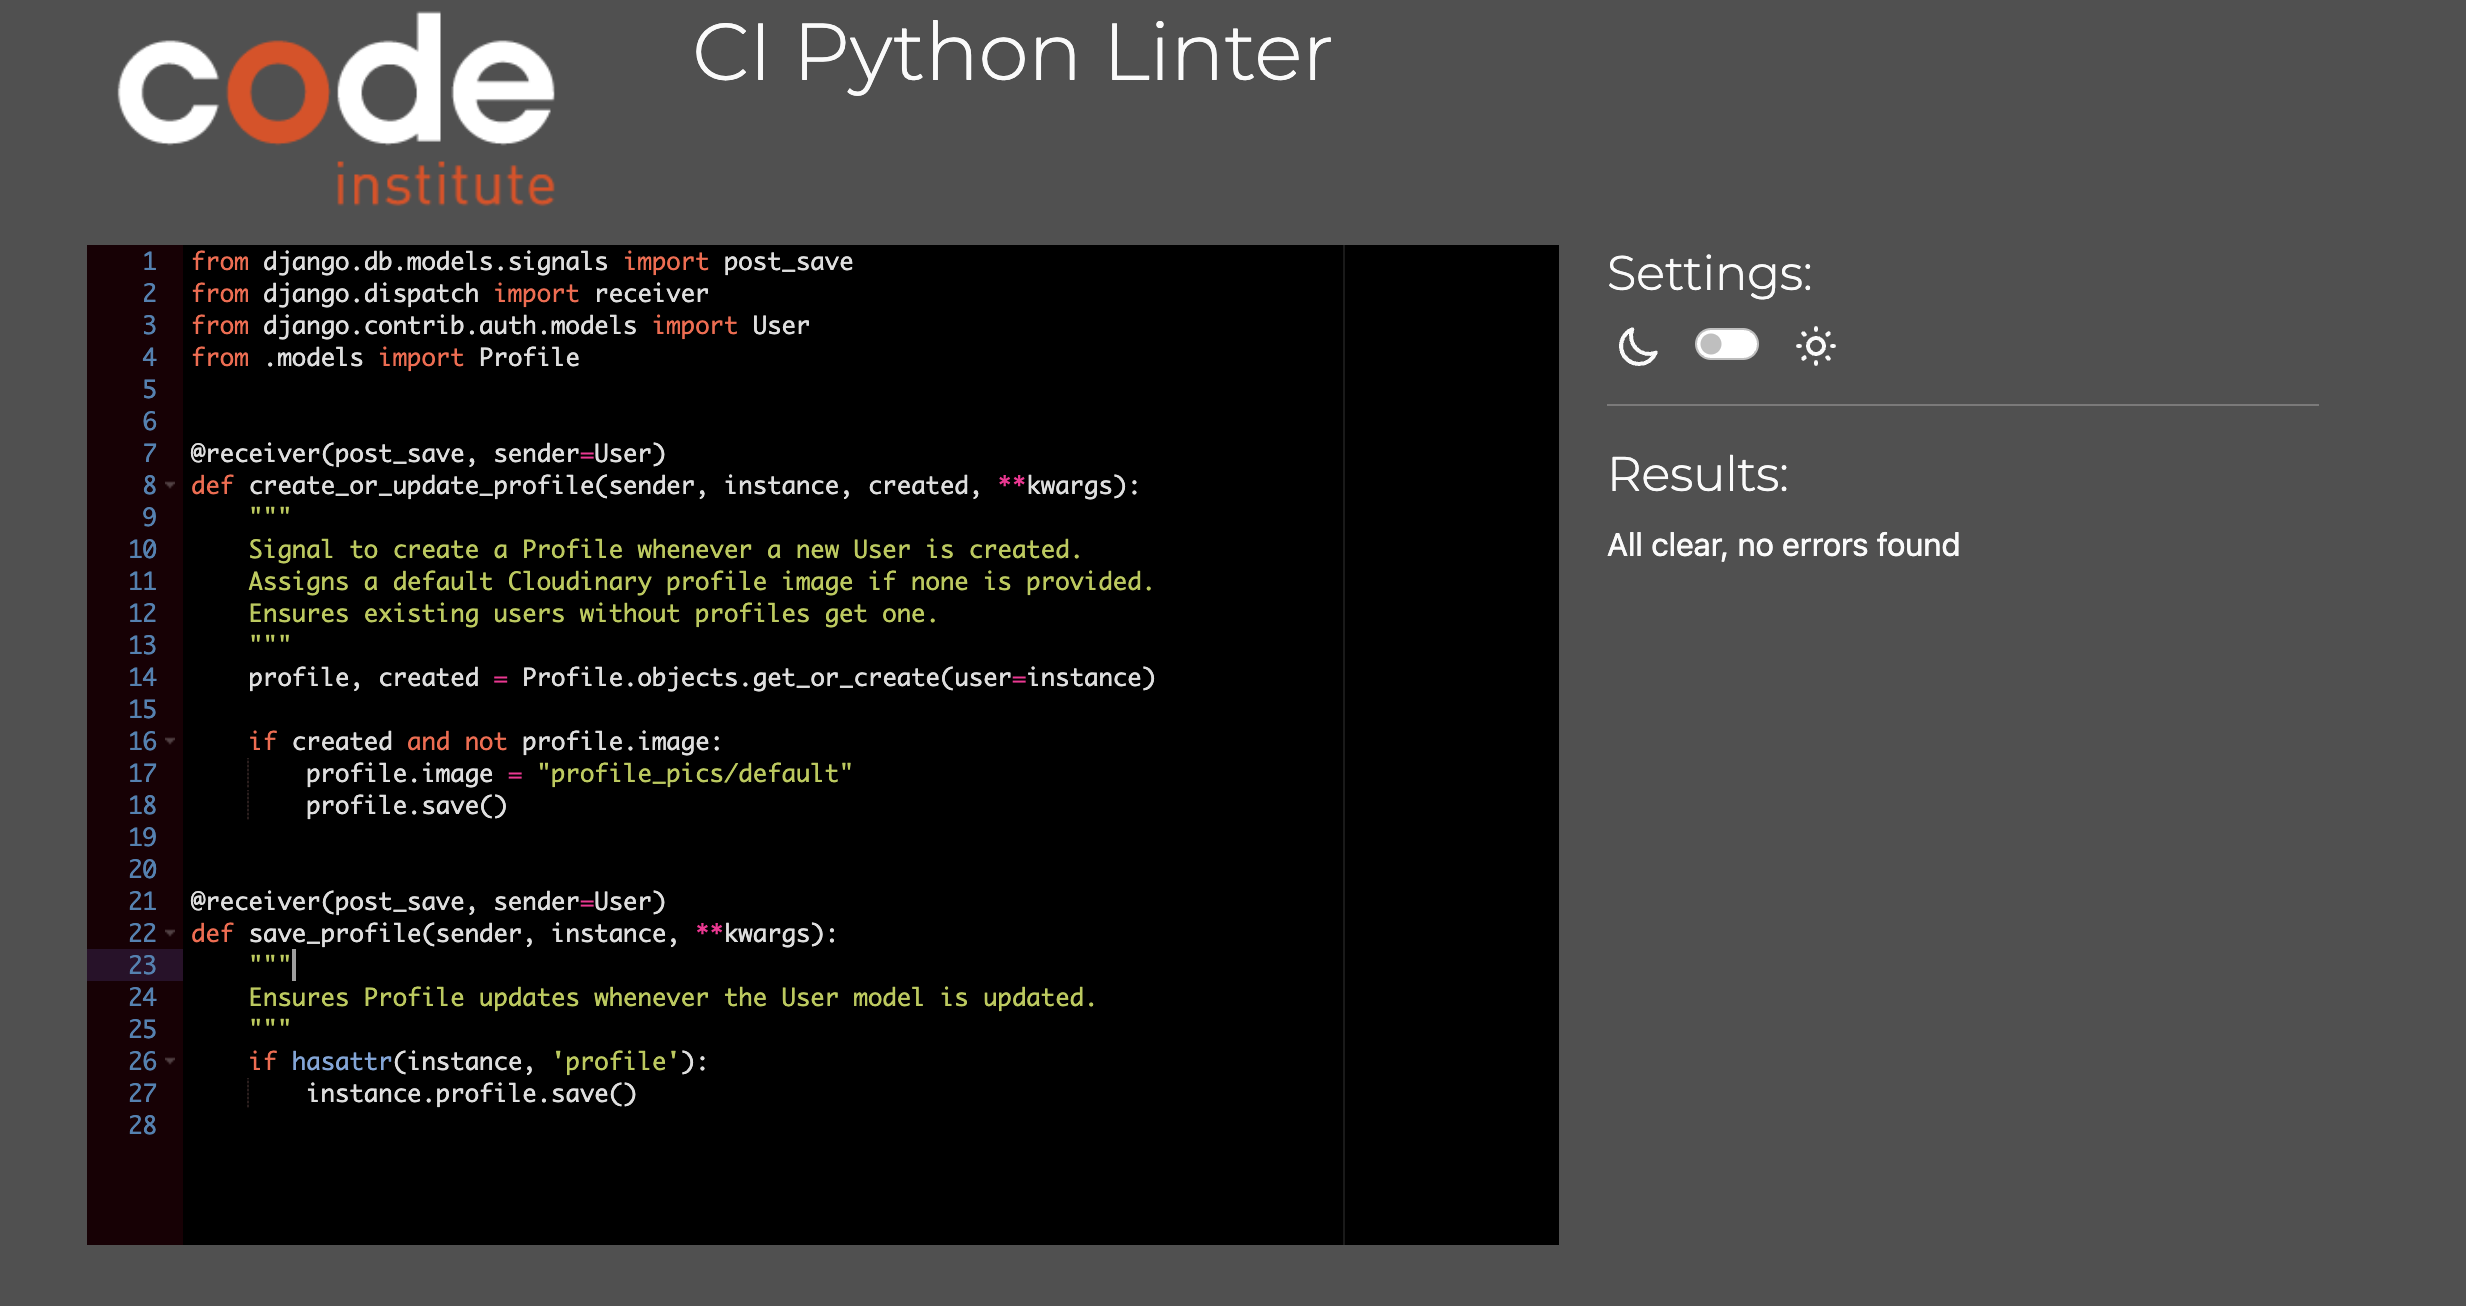 code
institute
CI Python Linter
1 from django.db.models.signals import post_save
2 from django.dispatch import receiver
3 from django.contrib.auth.models import User
4 from .models import Profile
5
6
7 @receiver(post_save, sender=User)
8 def create_or_update_profile(sender, instance, created, **kwargs):
9     """
10     Signal to create a Profile whenever a new User is created.
11     Assigns a default Cloudinary profile image if none is provided.
12     Ensures existing users without profiles get one.
13     """
14     profile, created = Profile.objects.get_or_create(user=instance)
15
16     if created and not profile.image:
17         profile.image = "profile_pics/default"
18         profile.save()
19
20
21 @receiver(post_save, sender=User)
22 def save_profile(sender, instance, **kwargs):
23     """
24     Ensures Profile updates whenever the User model is updated.
25     """
26     if hasattr(instance, 'profile'):
27         instance.profile.save()
28
Settings:
Results:
All clear, no errors found